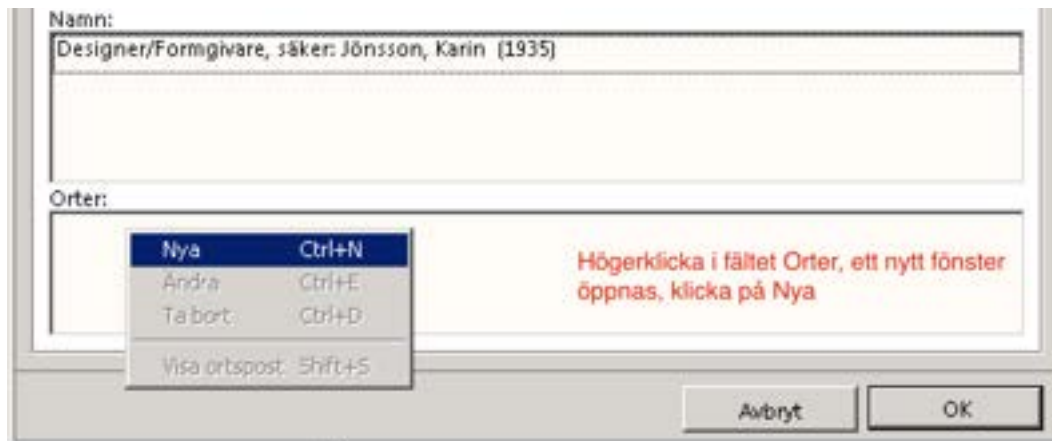 Namn:
Designer/Formgivare, säker: Jönsson, Karin (1935)
Orter:
Nya Ctrl+N
Ändra Ctrl+E
Ta bort Ctrl+D
Visa ortspost Shift+S
Högerklicka i fältet Orter, ett nytt fönster
öppnas, klicka på Nya
Avbryt OK